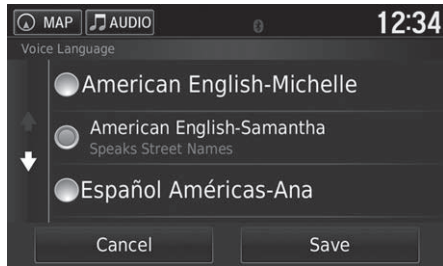 MAP AUDIO 12:34
Voice Language
American English-Michelle
American English-Samantha
Speaks Street Names
Español Américas-Ana
Cancel Save